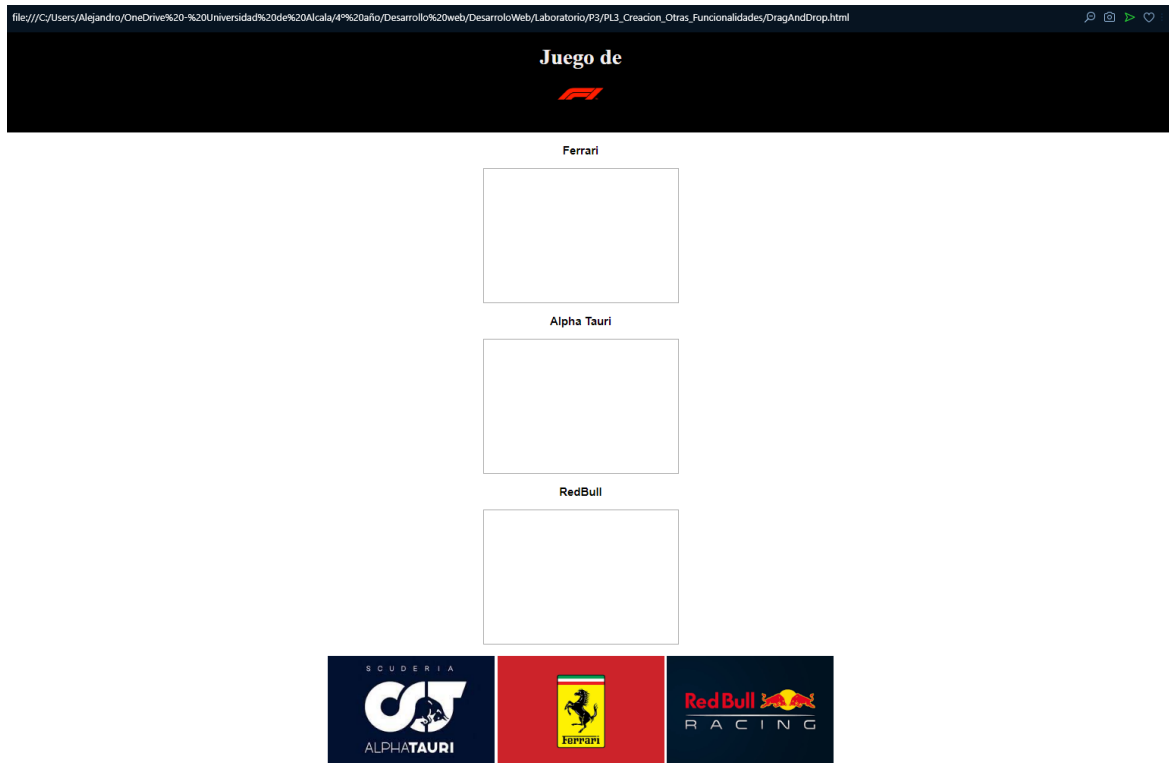 file:///C:/Users/Alejandro/OneDrive%20-%20Universidad%20de%20Alcala/4º%20año/Desarrollo%20web/DesarroloWeb/Laboratorio/P3/PL3_Creacion_Otras_Funcionalidades/DragAndDrop.html
Juego de
F1
Ferrari
Alpha Tauri
RedBull
SCUDERIA
ALPHATAURI
Ferrari
Red Bull
RACING